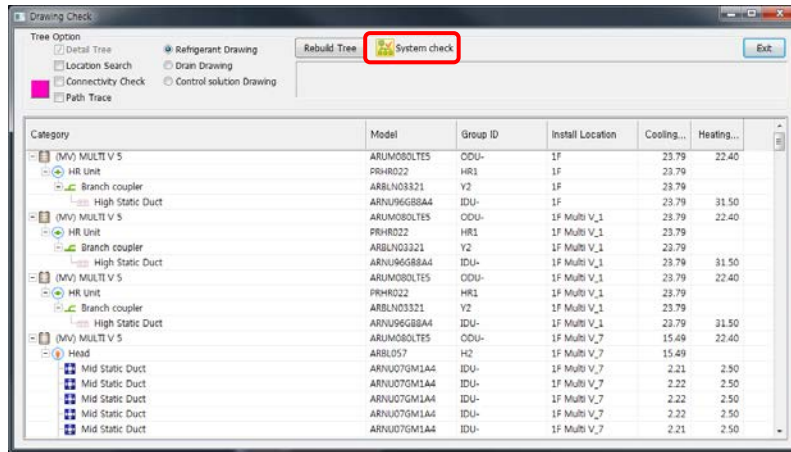 Drawing Check
Tree Option
Detail Tree
Refrigerant Drawing
Rebuild Tree
System check
Exit
Location Search
Drain Drawing
Connectivity Check
Control solution Drawing
Path Trace
Category Model Group ID Install Location Cooling... Heating...
(MV) MULTI V 5 ARUM080LTE5 ODU- 1F 23.79 22.40
HR Unit PRHR022 HR1 1F 23.79
Branch coupler ARBLN03321 Y2 1F 23.79
High Static Duct ARNU96GB8A4 IDU- 1F 23.79 31.50
(MV) MULTI V 5 ARUM080LTE5 ODU- 1F Multi V_1 23.79 22.40
HR Unit PRHR022 HR1 1F Multi V_1 23.79
Branch coupler ARBLN03321 Y2 1F Multi V_1 23.79
High Static Duct ARNU96GB8A4 IDU- 1F Multi V_1 23.79 31.50
(MV) MULTI V 5 ARUM080LTE5 ODU- 1F Multi V_1 23.79 22.40
HR Unit PRHR022 HR1 1F Multi V_1 23.79
Branch coupler ARBLN03321 Y2 1F Multi V_1 23.79
High Static Duct ARNU96GB8A4 IDU- 1F Multi V_1 23.79 31.50
(MV) MULTI V 5 ARUM080LTE5 ODU- 1F Multi V_7 15.49 22.40
Head ARBL057 H2 1F Multi V_7 15.49
Mid Static Duct ARNU07GM1A4 IDU- 1F Multi V_7 2.21 2.50
Mid Static Duct ARNU07GM1A4 IDU- 1F Multi V_7 2.22 2.50
Mid Static Duct ARNU07GM1A4 IDU- 1F Multi V_7 2.22 2.50
Mid Static Duct ARNU07GM1A4 IDU- 1F Multi V_7 2.22 2.50
Mid Static Duct ARNU07GM1A4 IDU- 1F Multi V_7 2.21 2.50